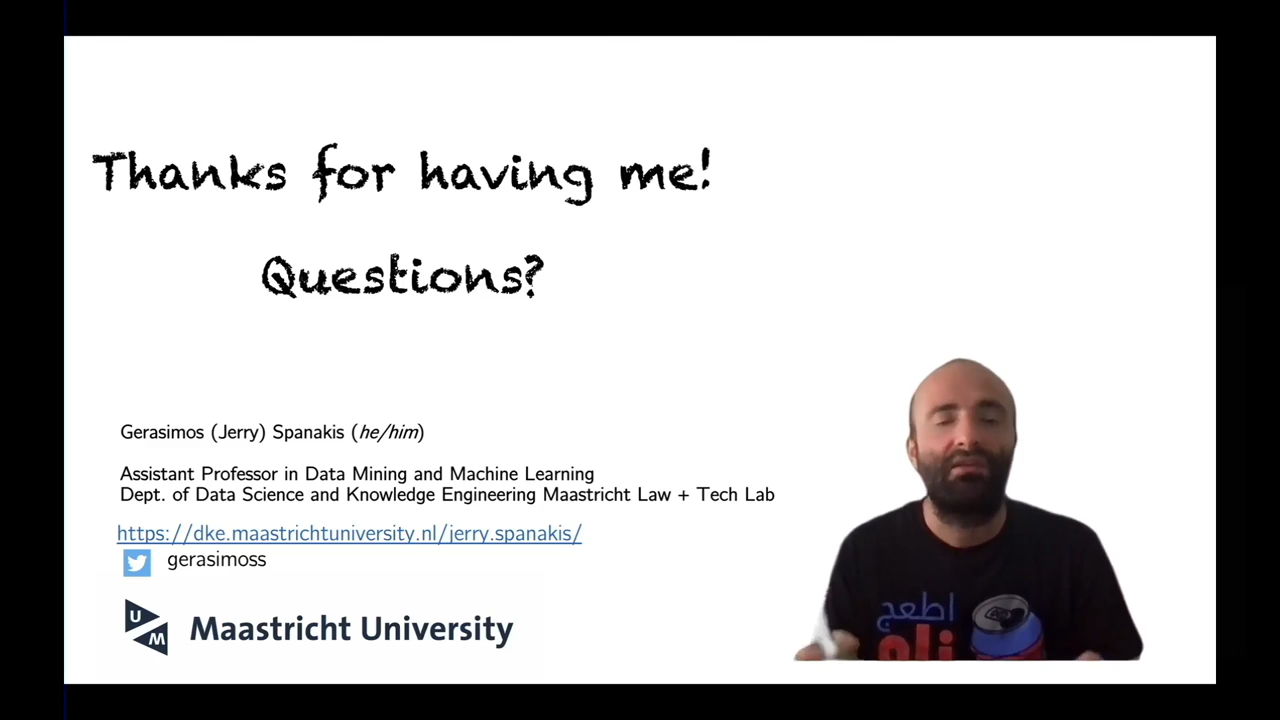 Thanks for having me!
Questions?
Gerasimos (Jerry) Spanakis (he/him)
Assistant Professor in Data Mining and Machine Learning
Dept. of Data Science and Knowledge Engineering Maastricht Law + Tech Lab
https://dke.maastrichtuniversity.nl/jerry.spanakis/
gerasimoss
UM
Maastricht University